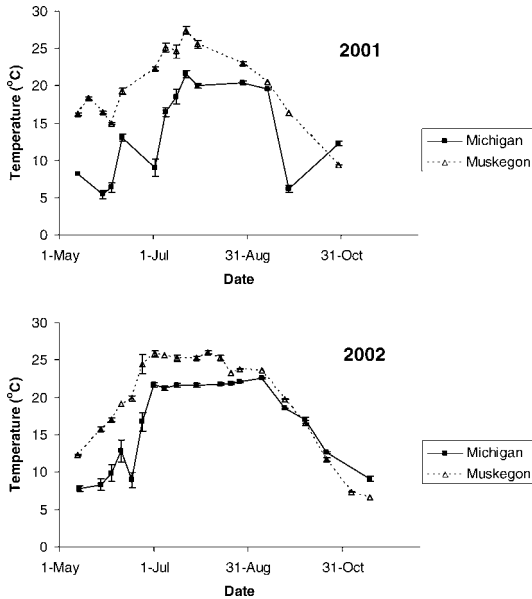 2001
Temperature (°C)
30
25
20
15
10
5
0
1-May
1-Jul
31-Aug
31-Oct
Date
Michigan
Muskegon
2002
Temperature (°C)
30
25
20
15
10
5
0
1-May
1-Jul
31-Aug
31-Oct
Date
Michigan
Muskegon